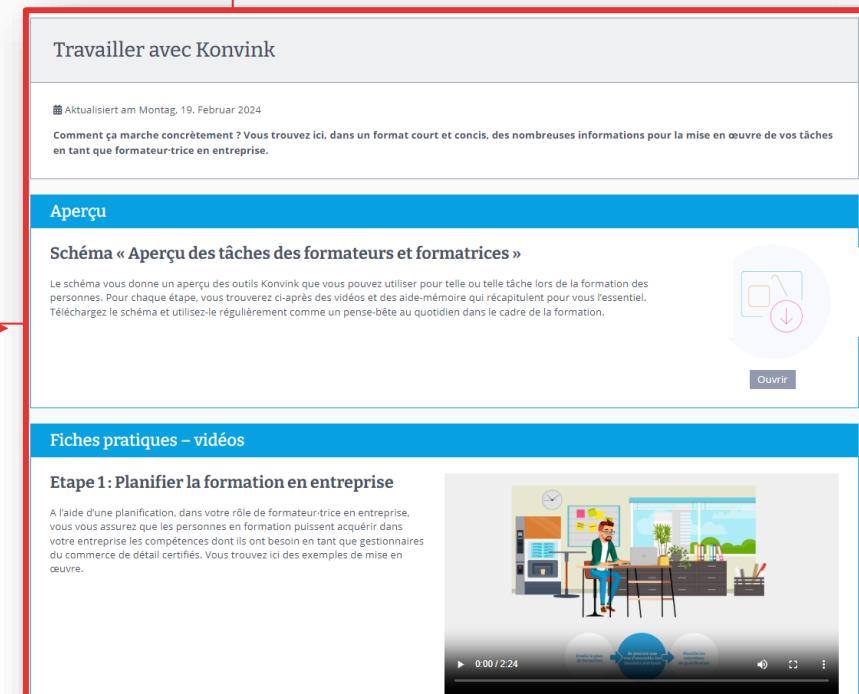 Travailler avec Konvink
Aktualisiert am Montag, 19. Februar 2024
Comment ça marche concrètement ? Vous trouvez ici, dans un format court et concis, des nombreuses informations pour la mise en œuvre de vos tâches
en tant que formateur·trice en entreprise.
Aperçu
Schéma « Aperçu des tâches des formateurs et formatrices »
Le schéma vous donne un aperçu des outils Konvink que vous pouvez utiliser pour telle ou telle tâche lors de la formation des
personnes. Pour chaque étape, vous trouverez ci-après des vidéos et des aide-mémoire qui récapitulent pour vous l'essentiel.
Téléchargez le schéma et utilisez-le régulièrement comme un pense-bête au quotidien dans le cadre de la formation.
Ouvrir
Fiches pratiques – vidéos
Etape 1 : Planifier la formation en entreprise
A l'aide d'une planification, dans votre rôle de formateur·trice en entreprise,
vous vous assurez que les personnes en formation puissent acquérir dans
votre entreprise les compétences dont ils ont besoin en tant que gestionnaires
du commerce de détail certifiés. Vous trouvez ici des exemples de mise en
œuvre.
0:00 / 2:24